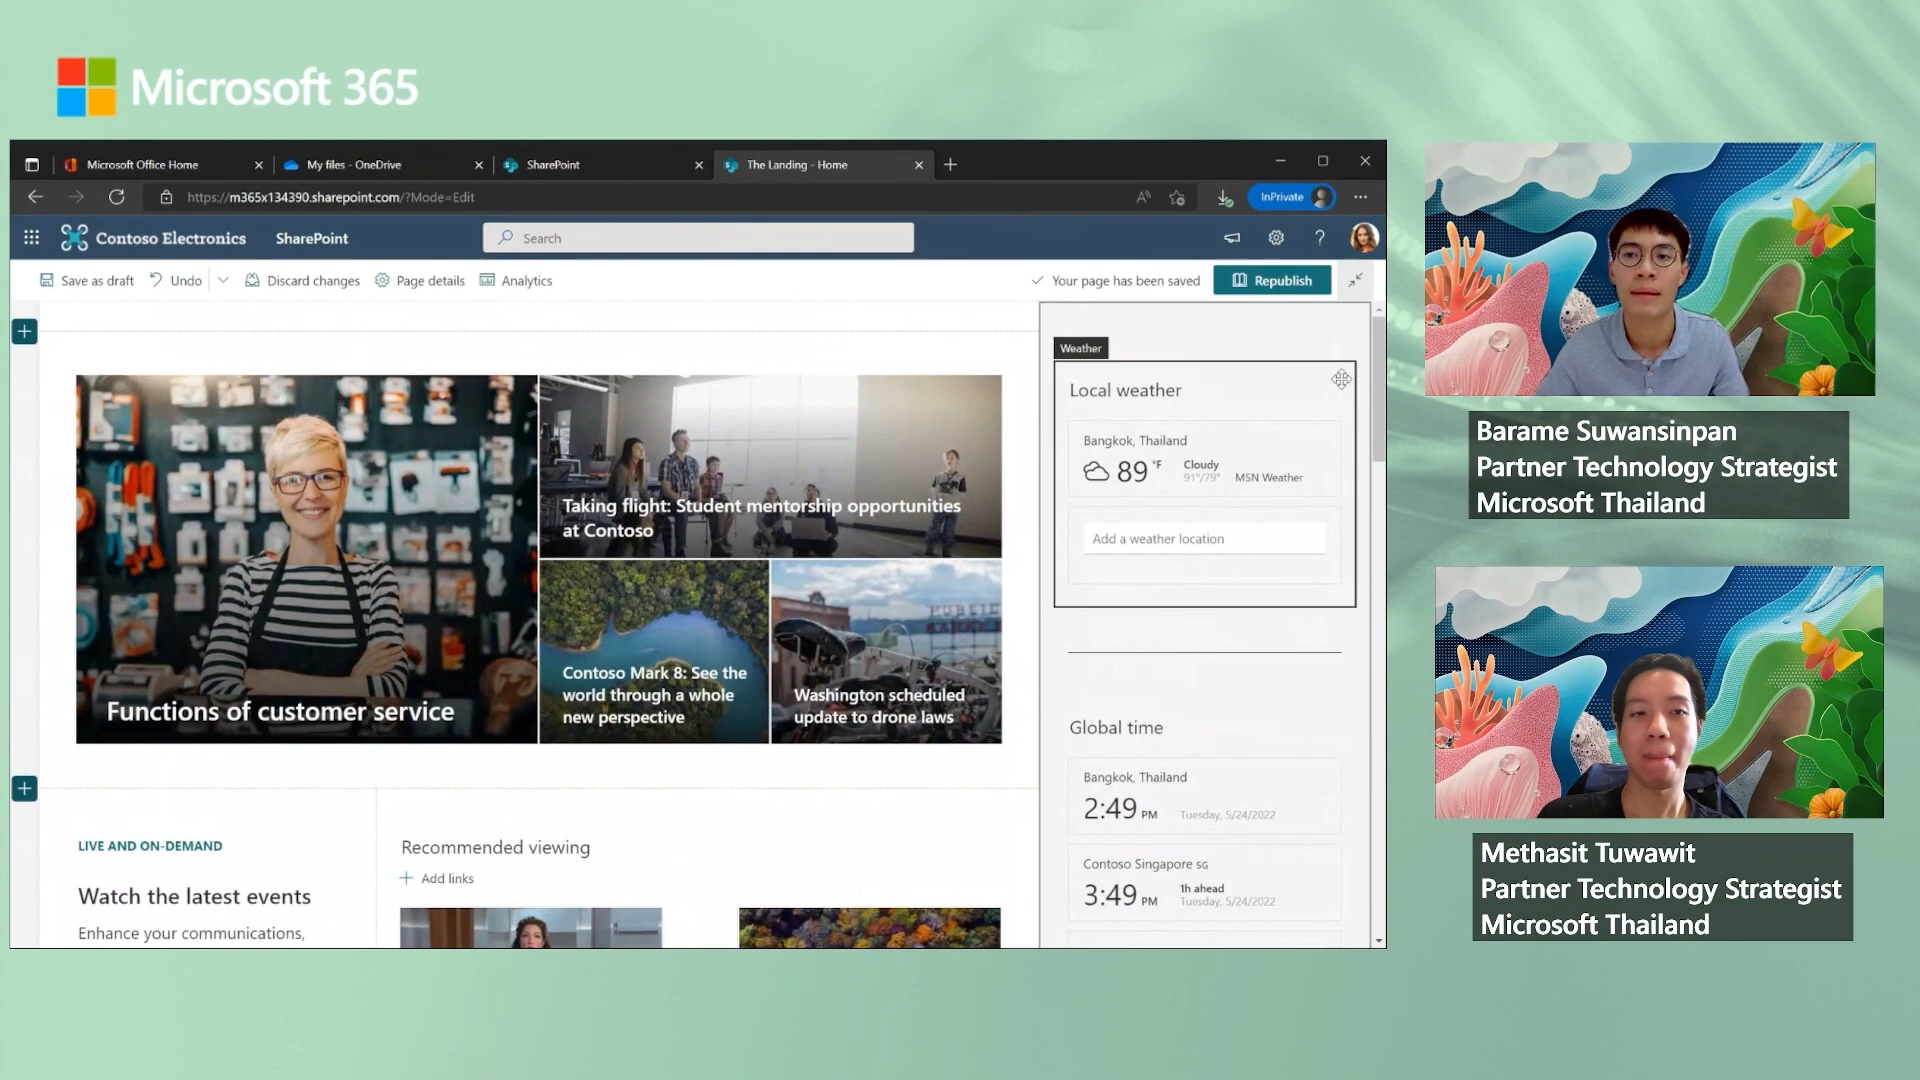 Microsoft 365
Microsoft Office Home
My files - OneDrive
SharePoint
The Landing - Home
https://m365x134390.sharepoint.com/?Mode=Edit
InPrivate
Contoso Electronics
SharePoint
Search
Save as draft
Undo
Discard changes
Page details
Analytics
Your page has been saved
Republish
Functions of customer service
Taking flight: Student mentorship opportunities
at Contoso
Contoso Mark 8: See the
world through a whole
new perspective
Washington scheduled
update to drone laws
LIVE AND ON-DEMAND
Watch the latest events
Enhance your communications,
Recommended viewing
Add links
Weather
Local weather
Bangkok, Thailand
89 °F
Cloudy
91°/79°
MSN Weather
Add a weather location
Global time
Bangkok, Thailand
2:49 PM
Tuesday, 5/24/2022
Contoso Singapore SG
3:49 PM
1h ahead
Tuesday, 5/24/2022
Barame Suwansinpan
Partner Technology Strategist
Microsoft Thailand
Methasit Tuwawit
Partner Technology Strategist
Microsoft Thailand